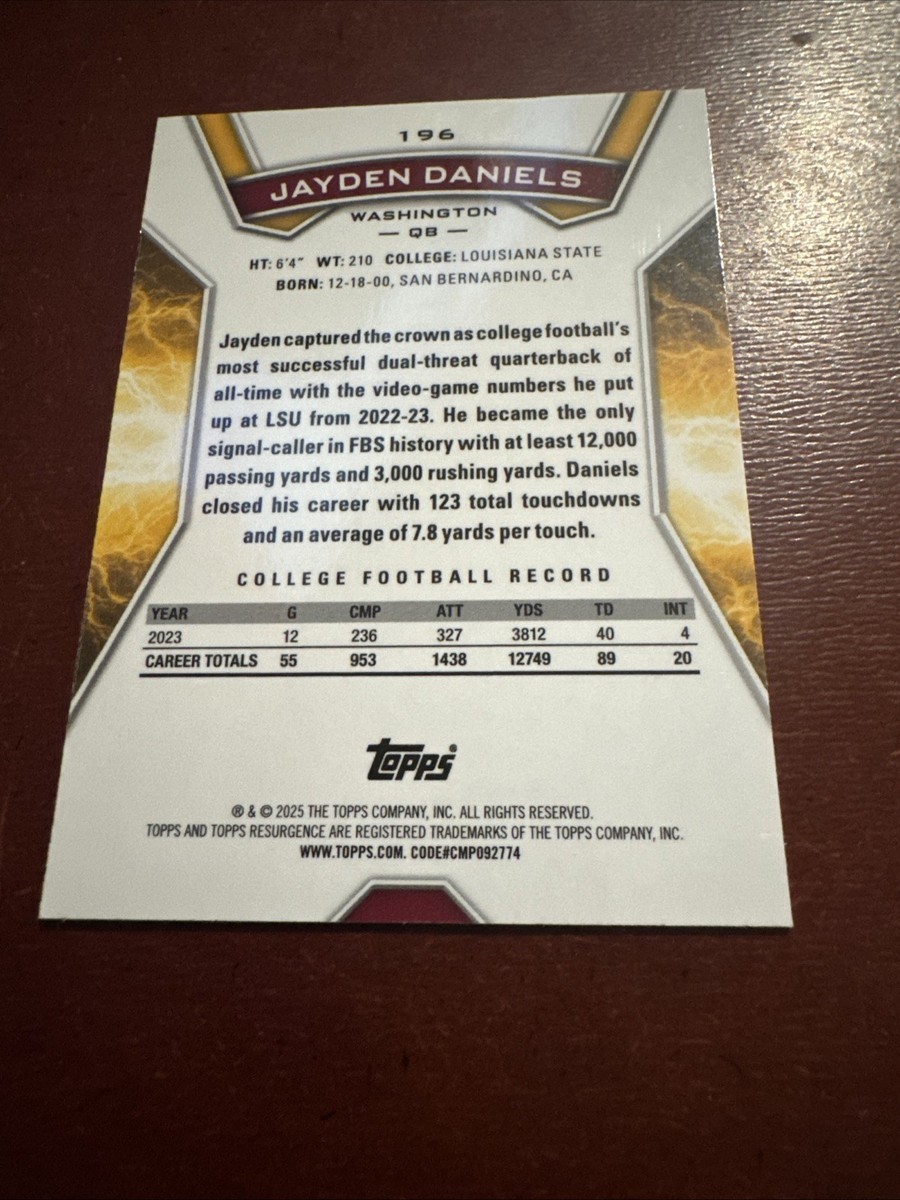 196
JAYDEN DANIELS
WASHINGTON
— QB —
HT: 6'4" WT: 210 COLLEGE: LOUISIANA STATE
BORN: 12-18-00, SAN BERNARDINO, CA
Jayden captured the crown as college football's
most successful dual-threat quarterback of
all-time with the video-game numbers he put
up at LSU from 2022-23. He became the only
signal-caller in FBS history with at least 12,000
passing yards and 3,000 rushing yards. Daniels
closed his career with 123 total touchdowns
and an average of 7.8 yards per touch.
COLLEGE FOOTBALL RECORD
YEAR G CMP ATT YDS TD INT
2023 12 236 327 3812 40 4
CAREER TOTALS 55 953 1438 12749 89 20
Topps
® & © 2025 THE TOPPS COMPANY, INC. ALL RIGHTS RESERVED.
TOPPS AND TOPPS RESURGENCE ARE REGISTERED TRADEMARKS OF THE TOPPS COMPANY, INC.
WWW.TOPPS.COM. CODE#CMP092774